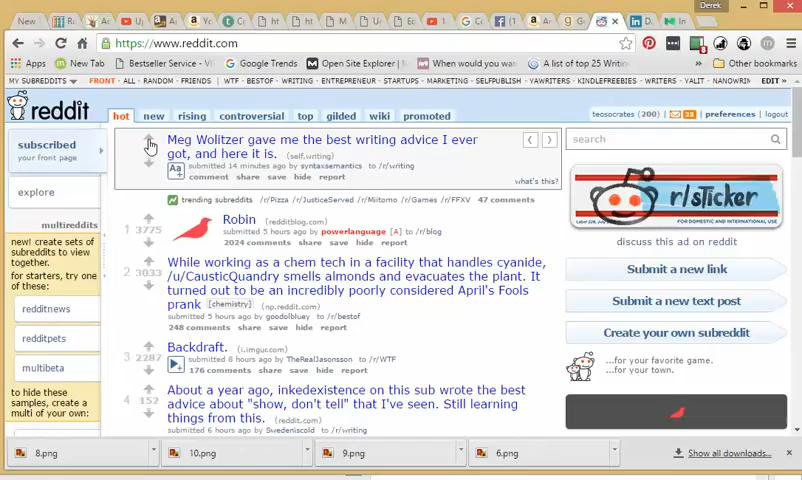 Derek
New
https://www.reddit.com
Google Trends
New Tab
Bestseller Service - V
Google Trends
Moz
Open Site Explorer | M
When would you want
A list of top 25 Writin
Other bookmarks
MY SUBREDDITS FRONT - ALL - RANDOM - FRIENDS | WTF - BESTOF - WRITING - ENTREPRENEUR - STARTUPS - MARKETING - SELFPUBLISH - YAWRITERS - KINDLEFREEBIES - WRITERS - YALIT - NANOWRIM EDIT »
reddit hot new rising controversial top gilded wiki promoted
teosocrates (200) | 28 | preferences | logout
subscribed
your front page
explore
multireddits
new! create sets of
subreddits to view
together.
for starters, try one
of these:
redditnews
redditpets
multibeta
to hide these
samples, create a
multi of your own:
Meg Wolitzer gave me the best writing advice I ever
got, and here it is. (self.writing)
Aa+
submitted 14 minutes ago by syntaxsemantics to /r/writing
comment share save hide report
what's this?
trending subreddits /r/Pizza /r/JusticeServed /r/Miitomo /r/Games /r/FFXV 47 comments
1 3775
Robin (redditblog.com)
submitted 5 hours ago by powerlanguage [A] to /r/blog
2024 comments share save hide report
2 3033
While working as a chem tech in a facility that handles cyanide,
/u/CausticQuandry smells almonds and evacuates the plant. It
turned out to be an incredibly poorly considered April's Fools
prank [chemistry] (np.reddit.com)
submitted 5 hours ago by goodolbluey to /r/bestof
248 comments share save hide report
3 2287
Backdraft. (i.imgur.com)
submitted 6 hours ago by TheRealJasonsson to /r/WTF
176 comments share save hide report
4 152
About a year ago, inkedexistence on this sub wrote the best
advice about "show, don't tell" that I've seen. Still learning
things from this. (reddit.com)
submitted 6 hours ago by Swedeniscold to /r/writing
search
r/sTicker
FOR DOMESTIC AND INTERNATIONAL USE
discuss this ad on reddit
Submit a new link
Submit a new text post
Create your own subreddit
...for your favorite game.
...for your town.
8.png
10.png
9.png
6.png
Show all downloads...